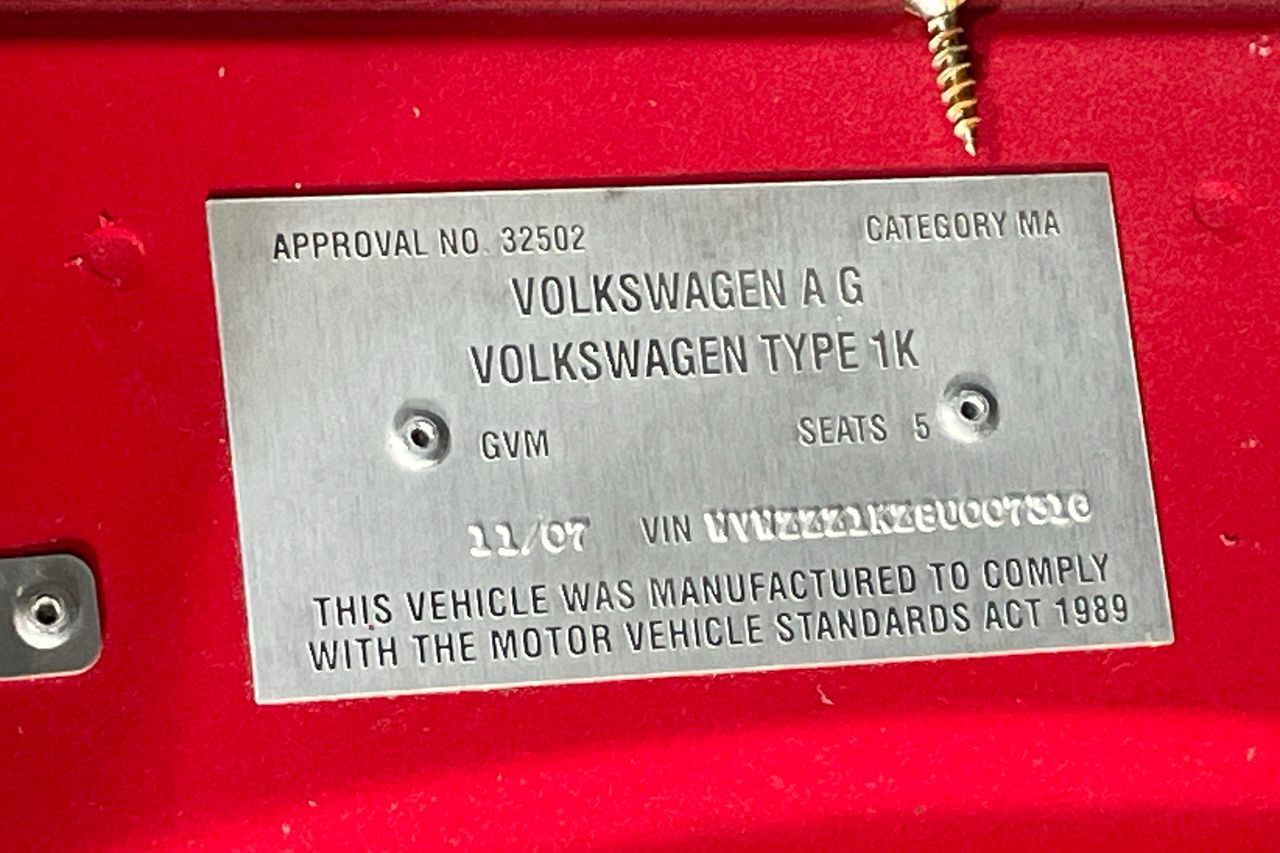 APPROVAL NO. 32502 CATEGORY MA
VOLKSWAGEN A G
VOLKSWAGEN TYPE 1K
GVM SEATS 5
11/07 VIN
THIS VEHICLE WAS MANUFACTURED TO COMPLY
WITH THE MOTOR VEHICLE STANDARDS ACT 1989